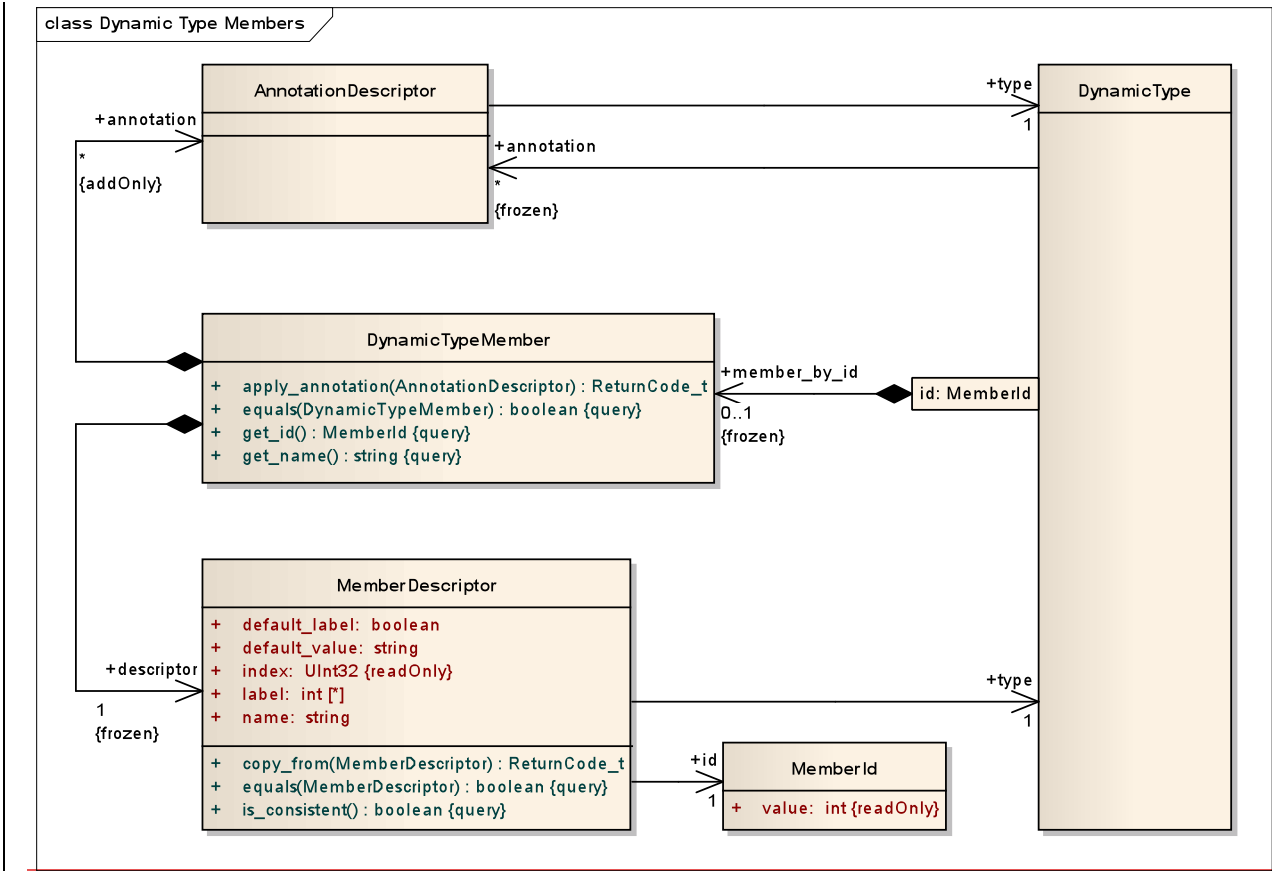 class Dynamic Type Members
AnnotationDescriptor
+type
1
DynamicType
+annotation
*
{addOnly}
+annotation
*
{frozen}
DynamicTypeMember
+ apply_annotation(AnnotationDescriptor) : ReturnCode_t
+ equals(DynamicTypeMember) : boolean {query}
+ get_id() : MemberId {query}
+ get_name() : string {query}
+member_by_id
0..1
{frozen}
id: MemberId
MemberDescriptor
+ default_label: boolean
+ default_value: string
+ index: UInt32 {readOnly}
+ label: int [*]
+ name: string
+ copy_from(MemberDescriptor) : ReturnCode_t
+ equals(MemberDescriptor) : boolean {query}
+ is_consistent() : boolean {query}
+descriptor
1
{frozen}
+type
1
+id
1
MemberId
+ value: int {readOnly}